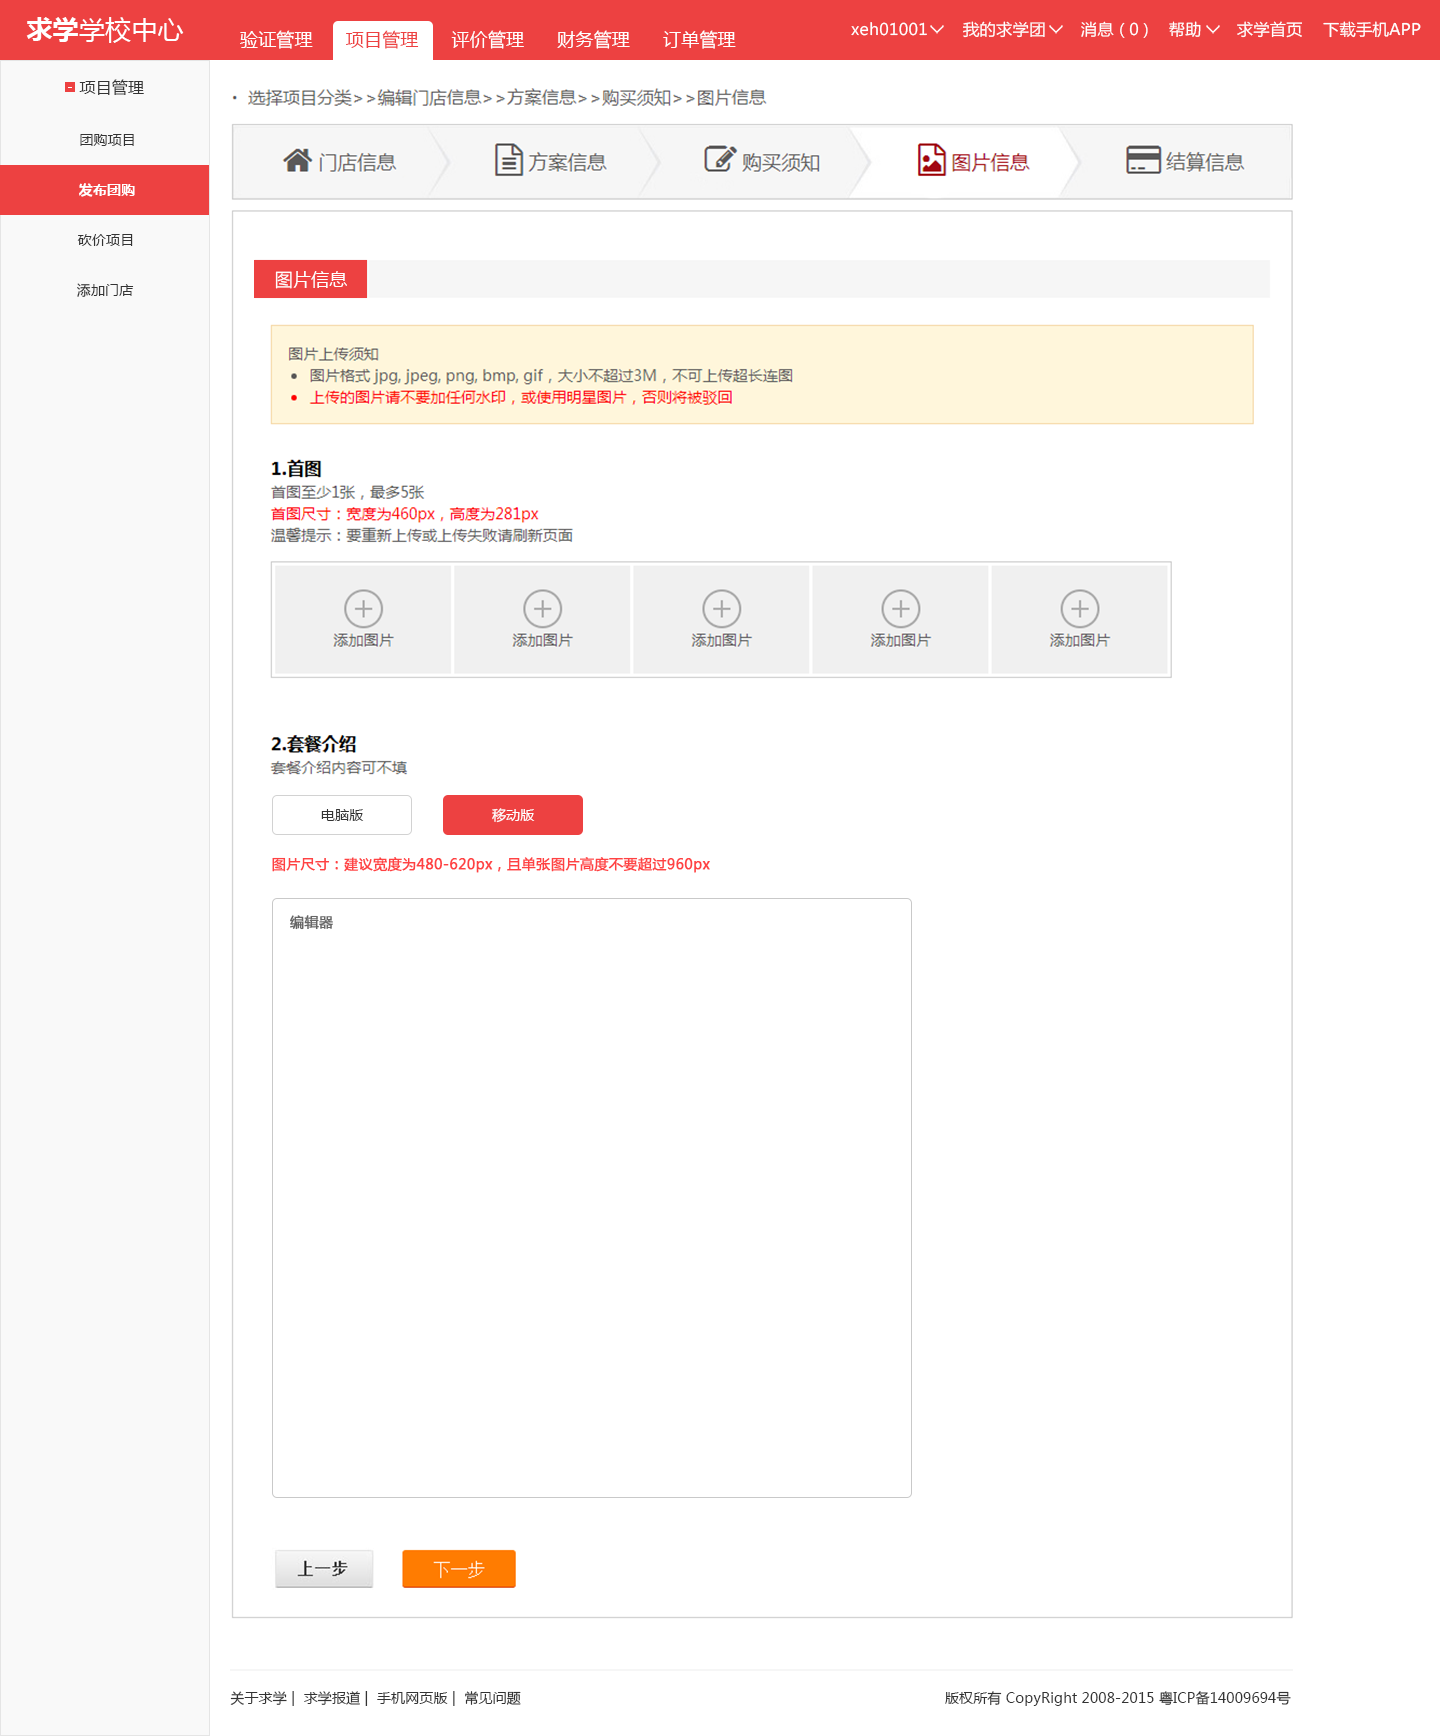 求学学校中心
验证管理 项目管理 评价管理 财务管理 订单管理
xeh01001 我的求学团 消息（0） 帮助 求学首页 下载手机APP
项目管理
团购项目
发布团购
砍价项目
添加门店
· 选择项目分类>>编辑门店信息>>方案信息>>购买须知>>图片信息
门店信息 方案信息 购买须知 图片信息 结算信息
图片信息
图片上传须知
• 图片格式 jpg, jpeg, png, bmp, gif，大小不超过3M，不可上传超长连图
• 上传的图片请不要加任何水印，或使用明星图片，否则将被驳回
1.首图
首图至少1张，最多5张
首图尺寸：宽度为460px，高度为281px
温馨提示：要重新上传或上传失败请刷新页面
添加图片 添加图片 添加图片 添加图片 添加图片
2.套餐介绍
套餐介绍内容可不填
电脑版 移动版
图片尺寸：建议宽度为480-620px，且单张图片高度不要超过960px
编辑器
上一步 下一步
关于求学 | 求学报道 | 手机网页版 | 常见问题
版权所有 CopyRight 2008-2015 粤ICP备14009694号